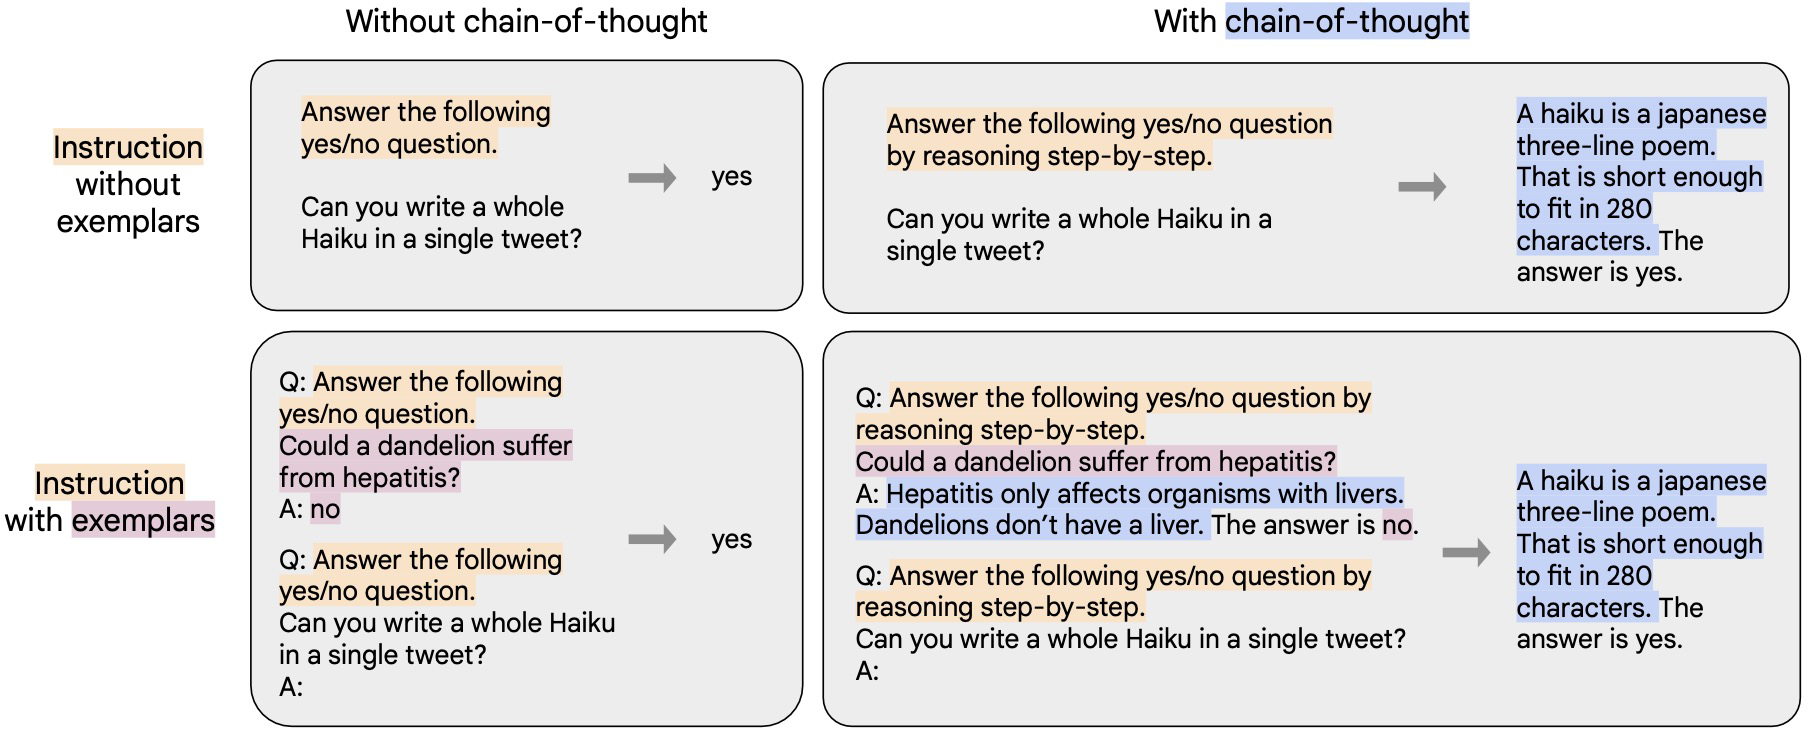 Without chain-of-thought
With chain-of-thought
Instruction
without
exemplars
Answer the following
yes/no question.
Can you write a whole
Haiku in a single tweet?
yes
Answer the following yes/no question
by reasoning step-by-step.
Can you write a whole Haiku in a
single tweet?
A haiku is a japanese
three-line poem.
That is short enough
to fit in 280
characters. The
answer is yes.
Instruction
with exemplars
Q: Answer the following
yes/no question.
Could a dandelion suffer
from hepatitis?
A: no
Q: Answer the following
yes/no question.
Can you write a whole Haiku
in a single tweet?
A:
yes
Q: Answer the following yes/no question by
reasoning step-by-step.
Could a dandelion suffer from hepatitis?
A: Hepatitis only affects organisms with livers.
Dandelions don’t have a liver. The answer is no.
Q: Answer the following yes/no question by
reasoning step-by-step.
Can you write a whole Haiku in a single tweet?
A:
A haiku is a japanese
three-line poem.
That is short enough
to fit in 280
characters. The
answer is yes.